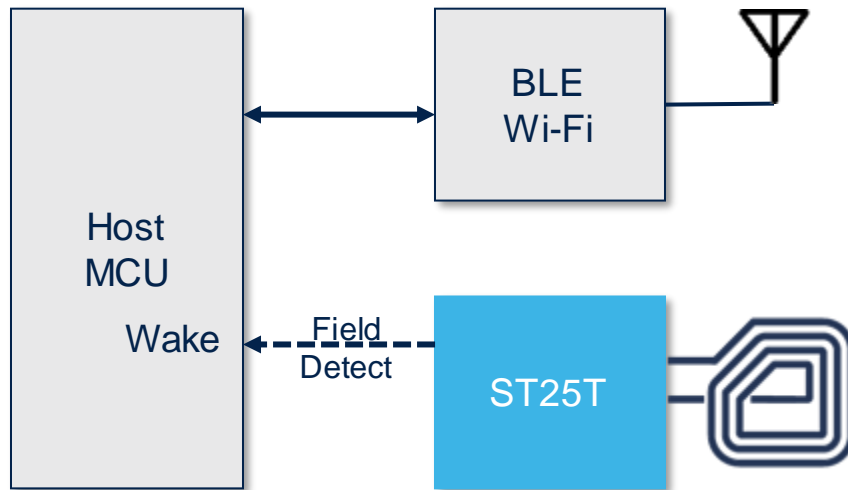 BLE
Wi-Fi
Host
MCU
Wake
Field
Detect
ST25T